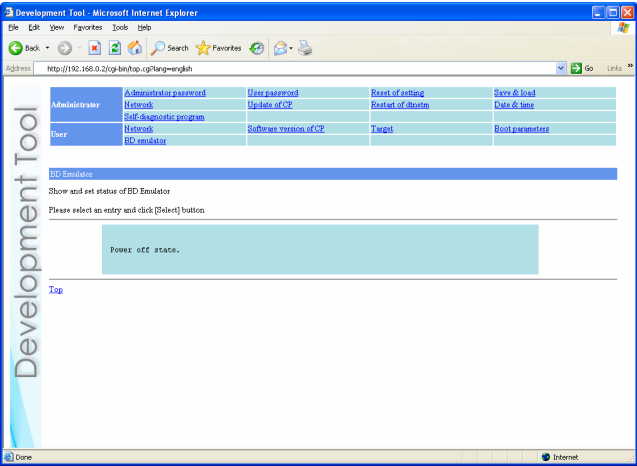 Development Tool - Microsoft Internet Explorer
File Edit View Favorites Tools Help
Back Search Favorites
Address http://192.168.0.2/cgi-bin/top.cgi?lang=english Go Links »
Development Tool
Administrator
Administrator password User password Reset of setting Save & load
Network Update of CP Restart of dtnetm Date & time
Self-diagnostic program
User
Network Software version of CP Target Boot parameters
BD emulator
BD Emulator
Show and set status of BD Emulator
Please select an entry and click [Select] button
Power off state.
Top
Done Internet